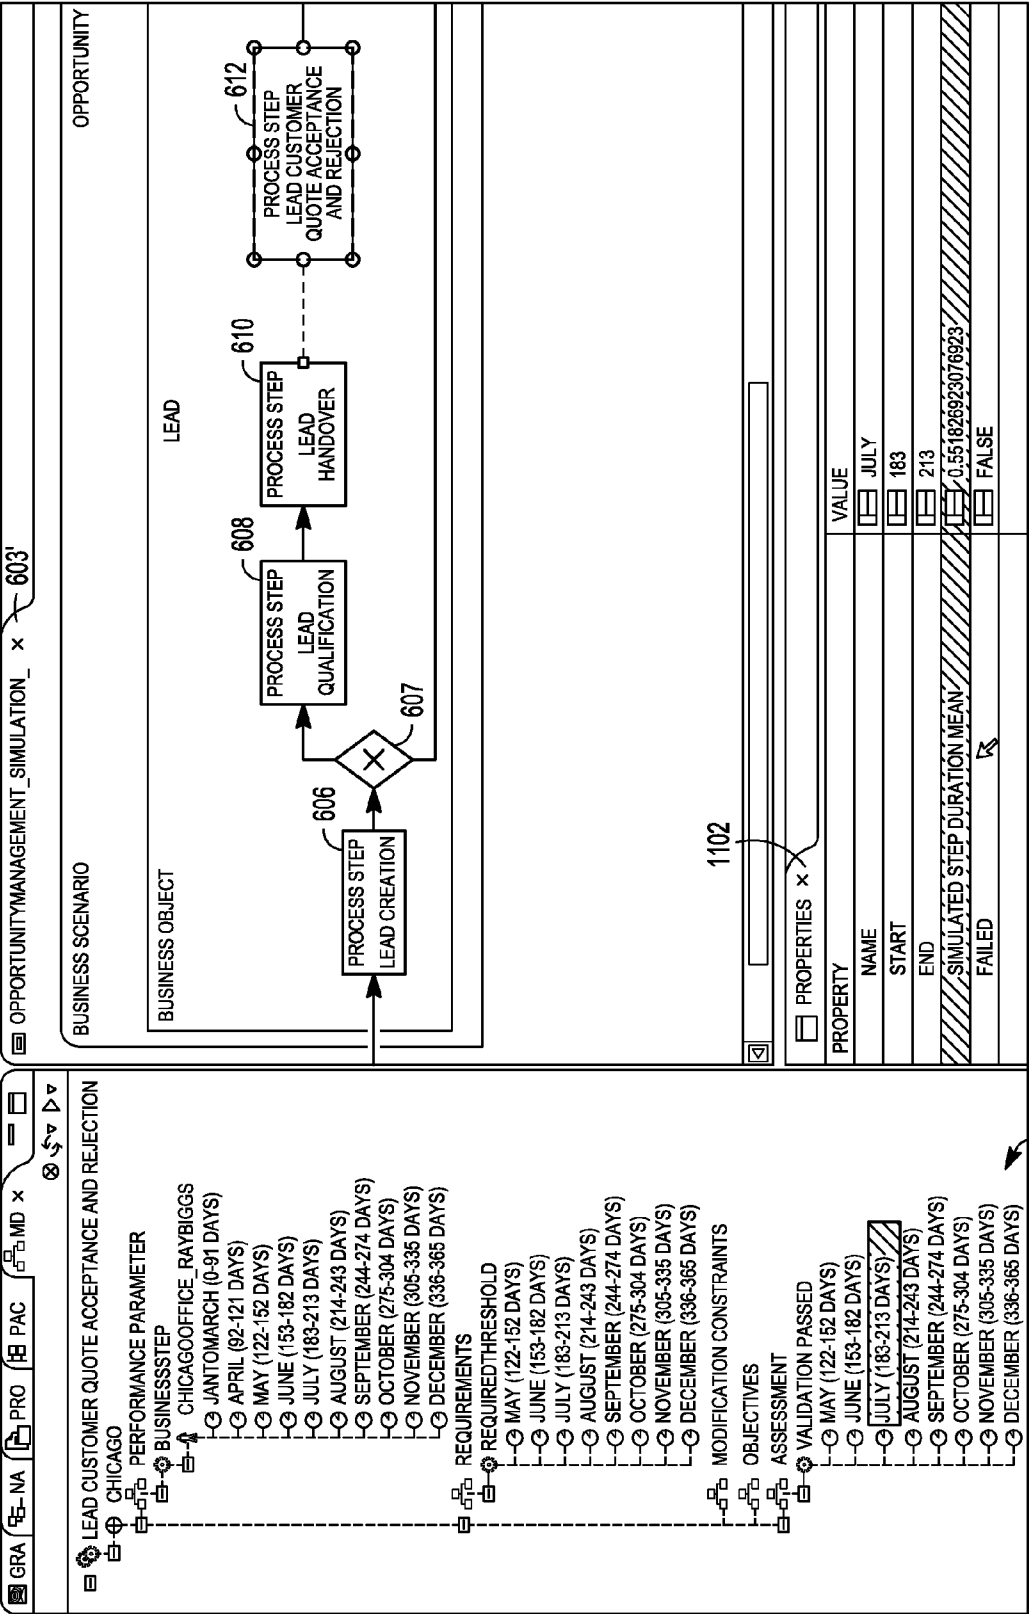 GRA
NA
PRO
PAC
MD ×
LEAD CUSTOMER QUOTE ACCEPTANCE AND REJECTION
CHICAGO
PERFORMANCE PARAMETER
BUSINESSSTEP
CHICAGOOFFICE_RAYBIGGS
JANTOMARCH (0-91 DAYS)
APRIL (92-121 DAYS)
MAY (122-152 DAYS)
JUNE (153-182 DAYS)
JULY (183-213 DAYS)
AUGUST (214-243 DAYS)
SEPTEMBER (244-274 DAYS)
OCTOBER (275-304 DAYS)
NOVEMBER (305-335 DAYS)
DECEMBER (336-365 DAYS)
REQUIREMENTS
REQUIREDTHRESHOLD
MAY (122-152 DAYS)
JUNE (153-182 DAYS)
JULY (183-213 DAYS)
AUGUST (214-243 DAYS)
SEPTEMBER (244-274 DAYS)
OCTOBER (275-304 DAYS)
NOVEMBER (305-335 DAYS)
DECEMBER (336-365 DAYS)
MODIFICATION CONSTRAINTS
OBJECTIVES
ASSESSMENT
VALIDATION PASSED
MAY (122-152 DAYS)
JUNE (153-182 DAYS)
JULY (183-213 DAYS)
AUGUST (214-243 DAYS)
SEPTEMBER (244-274 DAYS)
OCTOBER (275-304 DAYS)
NOVEMBER (305-335 DAYS)
DECEMBER (336-365 DAYS)
OPPORTUNITYMANAGEMENT_SIMULATION_ ×
603'
BUSINESS SCENARIO
OPPORTUNITY
BUSINESS OBJECT
LEAD
606
PROCESS STEP
LEAD CREATION
607
608
PROCESS STEP
LEAD
QUALIFICATION
610
PROCESS STEP
LEAD
HANDOVER
612
PROCESS STEP
LEAD CUSTOMER
QUOTE ACCEPTANCE
AND REJECTION
1102
PROPERTIES ×
PROPERTY VALUE
NAME JULY
START 183
END 213
SIMULATED STEP DURATION MEAN 0.551826923076923
FAILED FALSE